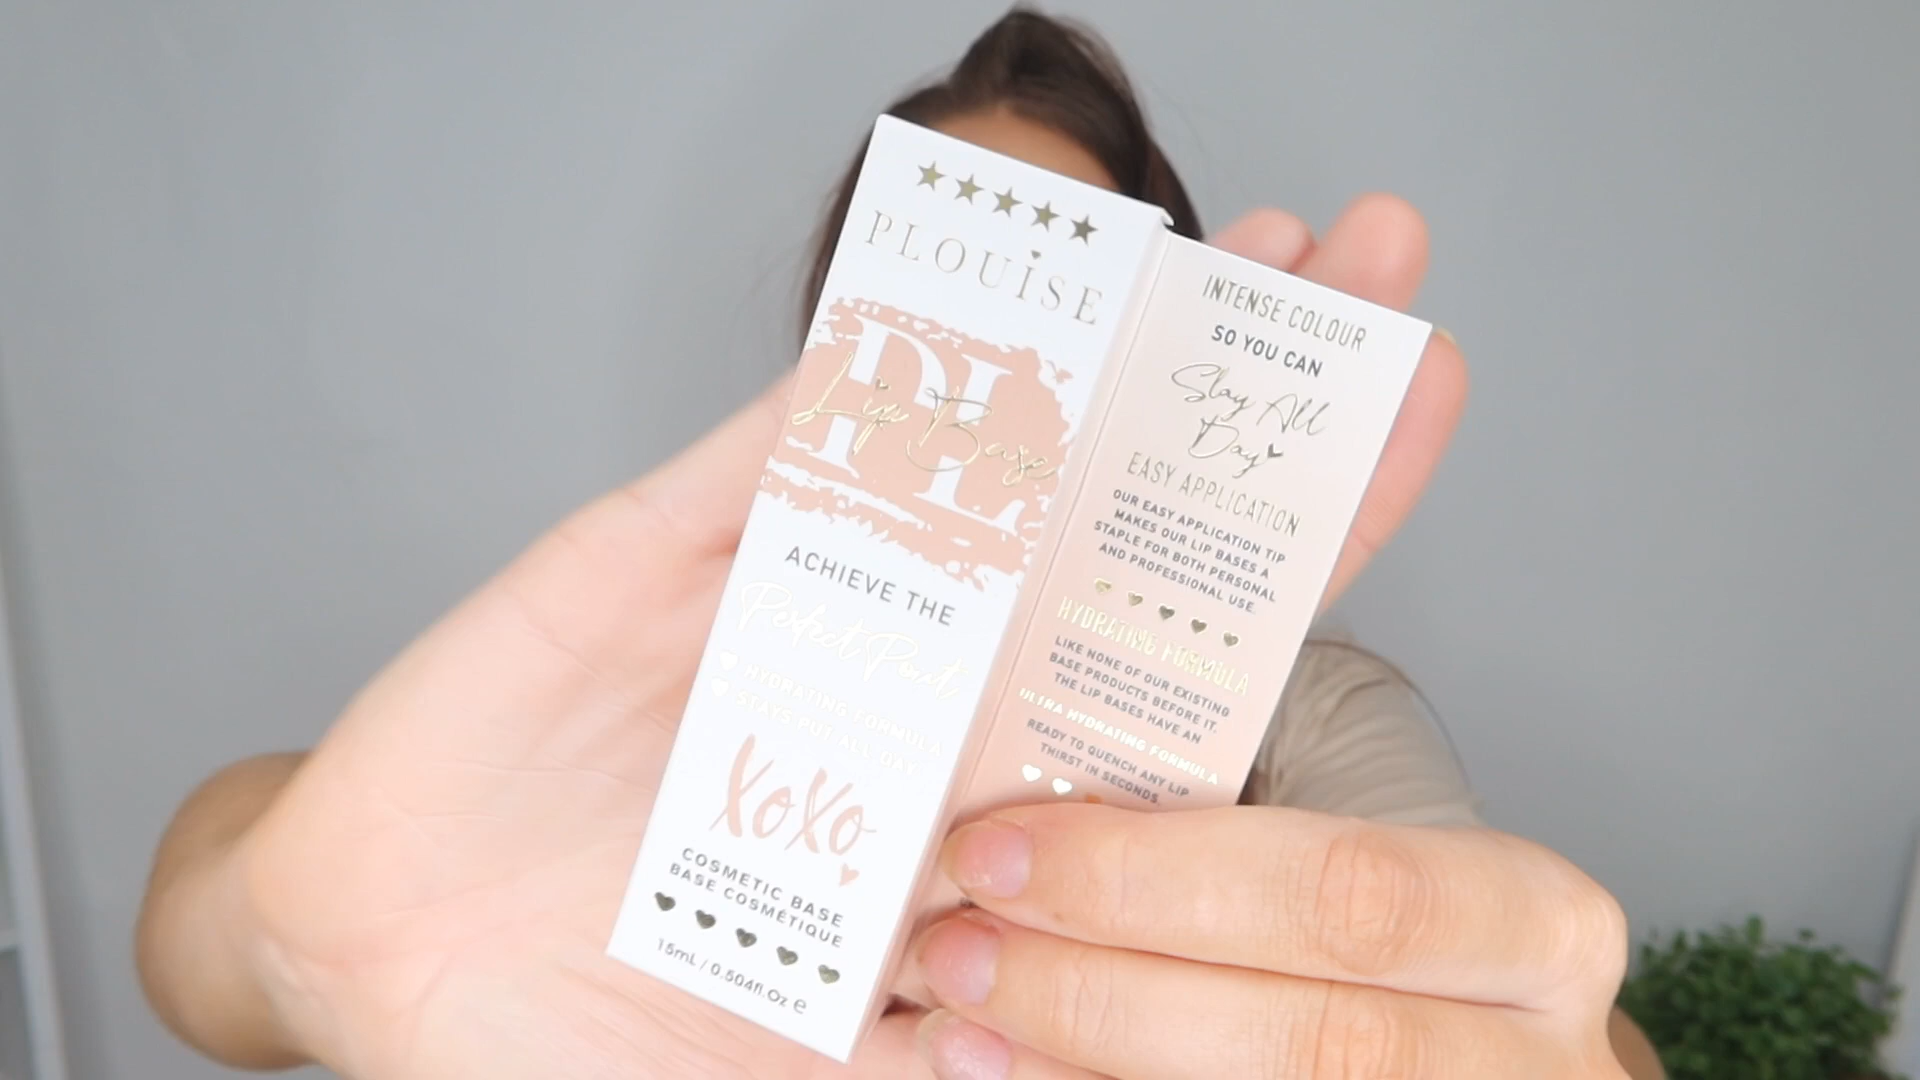 PLOUISE
PL
Lip Base
ACHIEVE THE
Perfect Pout
HYDRATING FORMULA
STAYS PUT ALL DAY
XoXo
COSMETIC BASE
BASE COSMÉTIQUE
15mL / 0.504fl.Oz e
INTENSE COLOUR
SO YOU CAN
Slay All
Day
EASY APPLICATION
OUR EASY APPLICATION TIP
MAKES OUR LIP BASES A
STAPLE FOR BOTH PERSONAL
AND PROFESSIONAL USE.
HYDRATING FORMULA
LIKE NONE OF OUR EXISTING
BASE PRODUCTS BEFORE IT,
THE LIP BASES HAVE AN
ULTRA HYDRATING FORMULA
READY TO QUENCH ANY LIP
THIRST IN SECONDS.